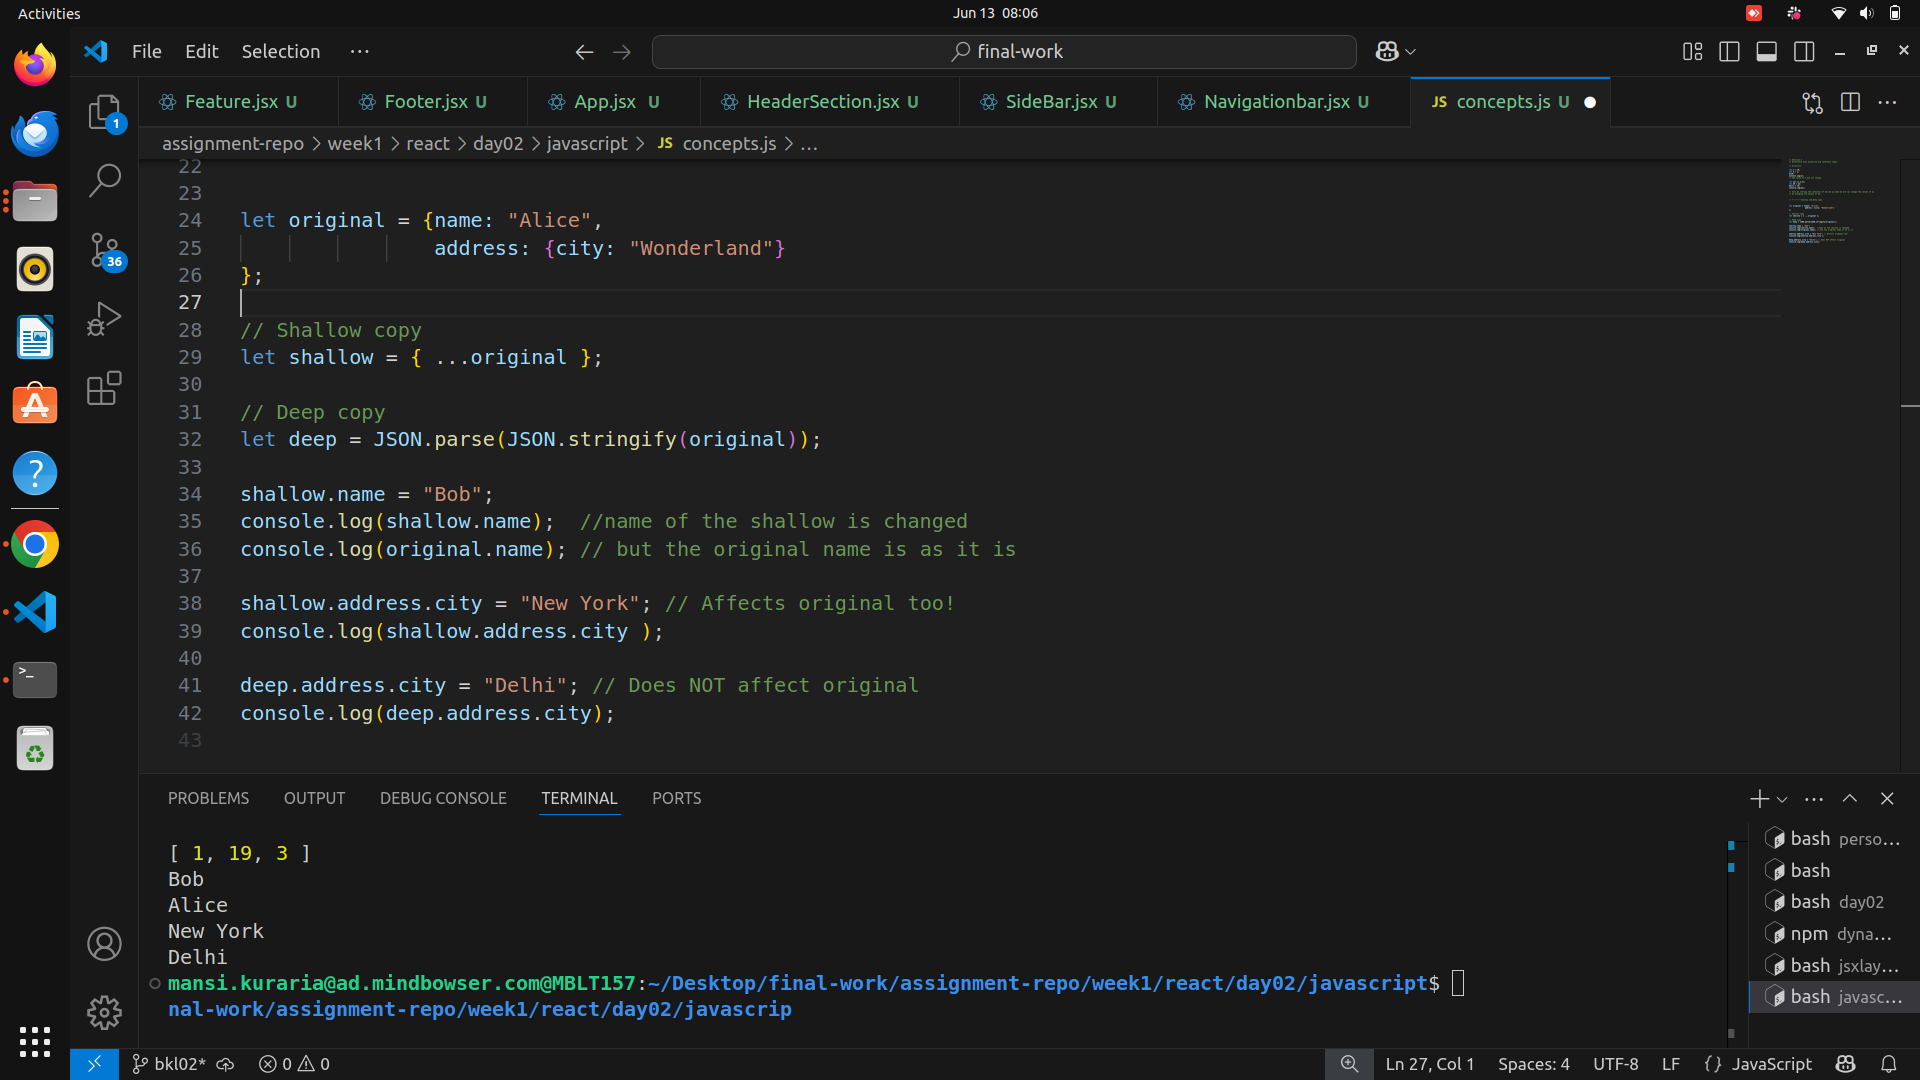 Activities
Jun 13 08:06
File Edit Selection ···
final-work
Feature.jsx U
Footer.jsx U
App.jsx U
HeaderSection.jsx U
SideBar.jsx U
Navigationbar.jsx U
JS concepts.js U
assignment-repo > week1 > react > day02 > javascript > JS concepts.js > ...
1
36
22
23
24 let original = {name: "Alice",
25 address: {city: "Wonderland"}
26 };
27
28 // Shallow copy
29 let shallow = { ...original };
30
31 // Deep copy
32 let deep = JSON.parse(JSON.stringify(original));
33
34 shallow.name = "Bob";
35 console.log(shallow.name);  //name of the shallow is changed
36 console.log(original.name); // but the original name is as it is
37
38 shallow.address.city = "New York"; // Affects original too!
39 console.log(shallow.address.city );
40
41 deep.address.city = "Delhi"; // Does NOT affect original
42 console.log(deep.address.city);
43
PROBLEMS OUTPUT DEBUG CONSOLE TERMINAL PORTS
[ 1, 19, 3 ]
Bob
Alice
New York
Delhi
mansi.kuraria@ad.mindbowser.com@MBLT157:~/Desktop/final-work/assignment-repo/week1/react/day02/javascript$
nal-work/assignment-repo/week1/react/day02/javascrip
bash perso...
bash
bash day02
npm dyna...
bash jsxlay...
bash javasc...
bkl02* 0 0
Ln 27, Col 1 Spaces: 4 UTF-8 LF {} JavaScript